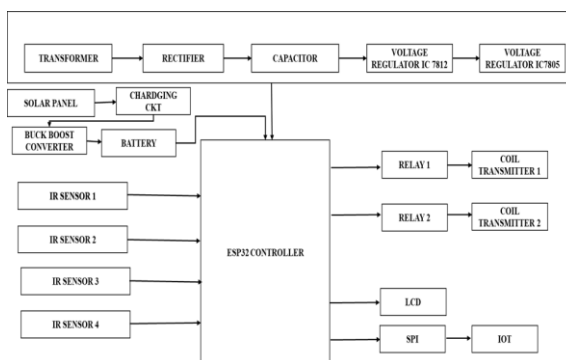 TRANSFORMER
RECTIFIER
CAPACITOR
VOLTAGE
REGULATOR IC 7812
VOLTAGE
REGULATOR IC7805
SOLAR PANEL
CHARDGING
CKT
BUCK BOOST
CONVERTER
BATTERY
IR SENSOR 1
IR SENSOR 2
IR SENSOR 3
IR SENSOR 4
ESP32 CONTROLLER
RELAY 1
COIL
TRANSMITTER 1
RELAY 2
COIL
TRANSMITTER 2
LCD
SPI
IOT